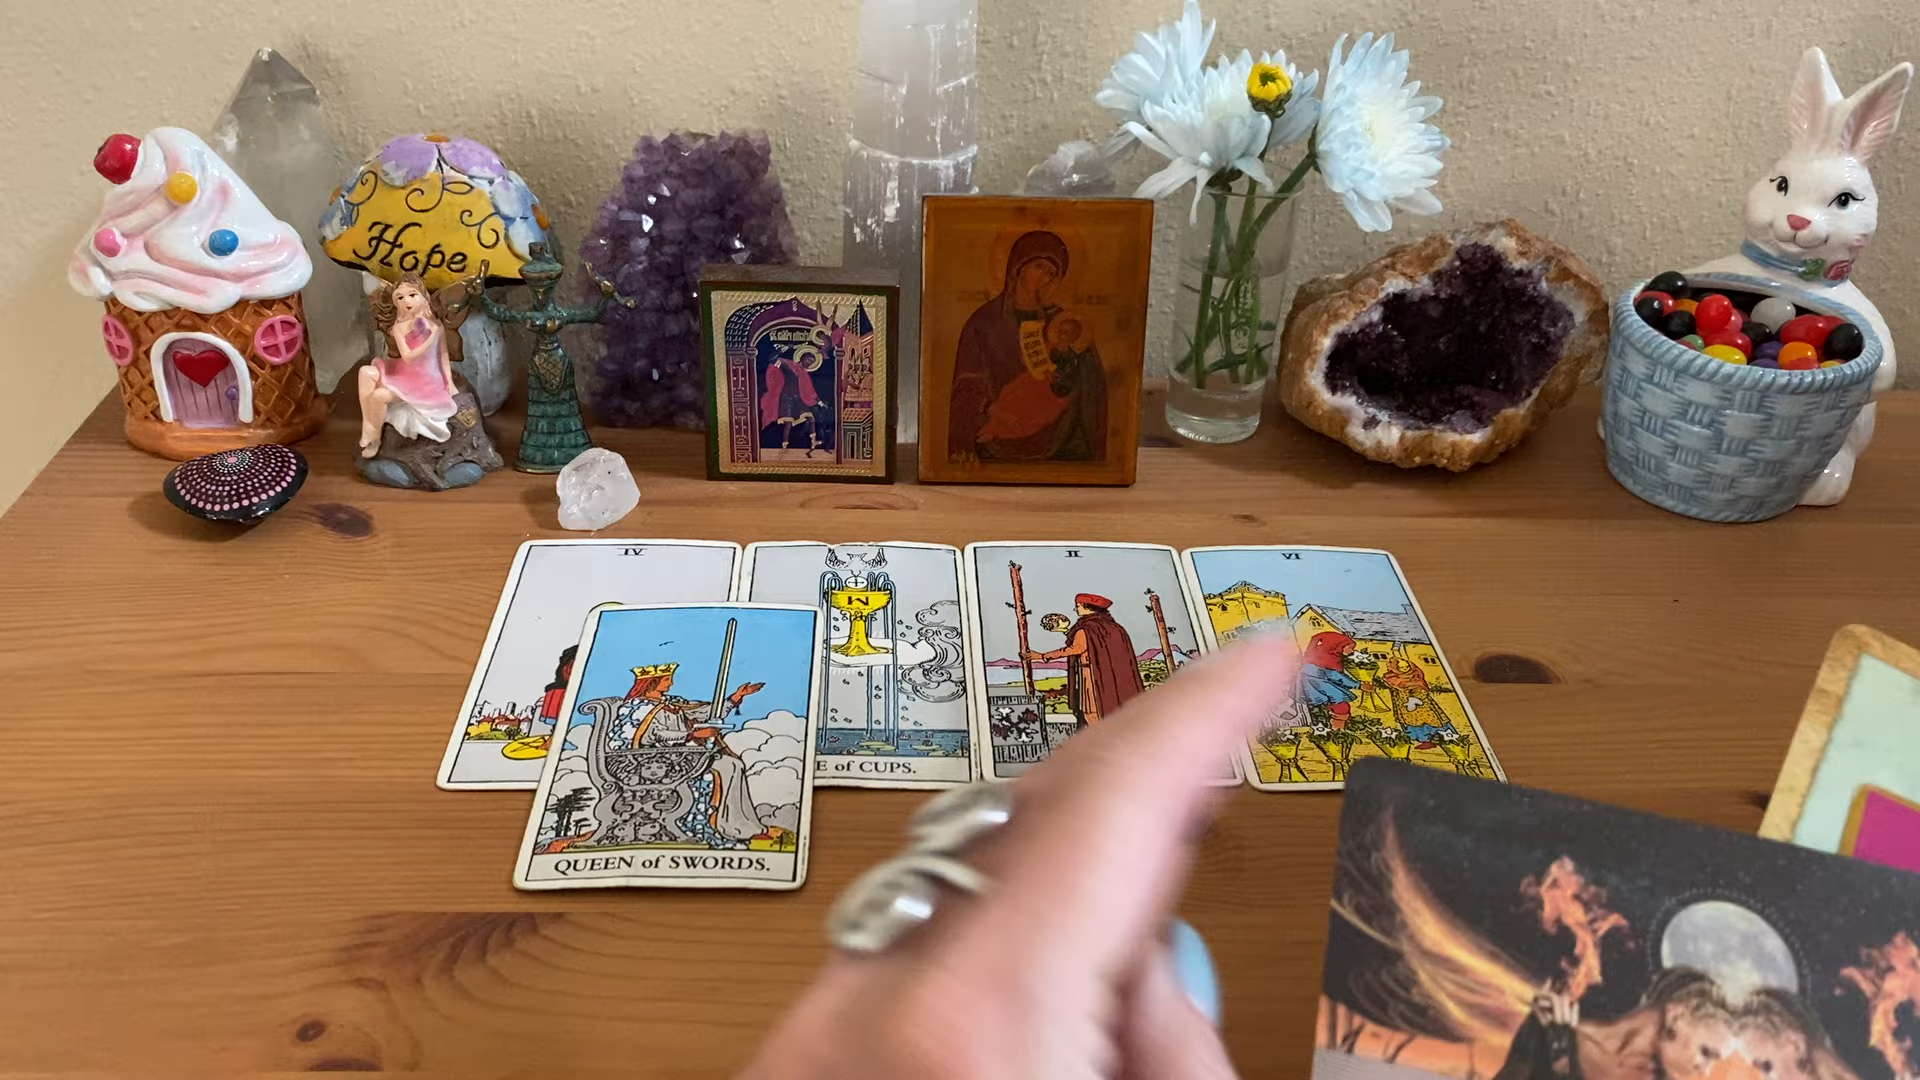 Hope
IV
II
VI
E of CUPS.
QUEEN of SWORDS.